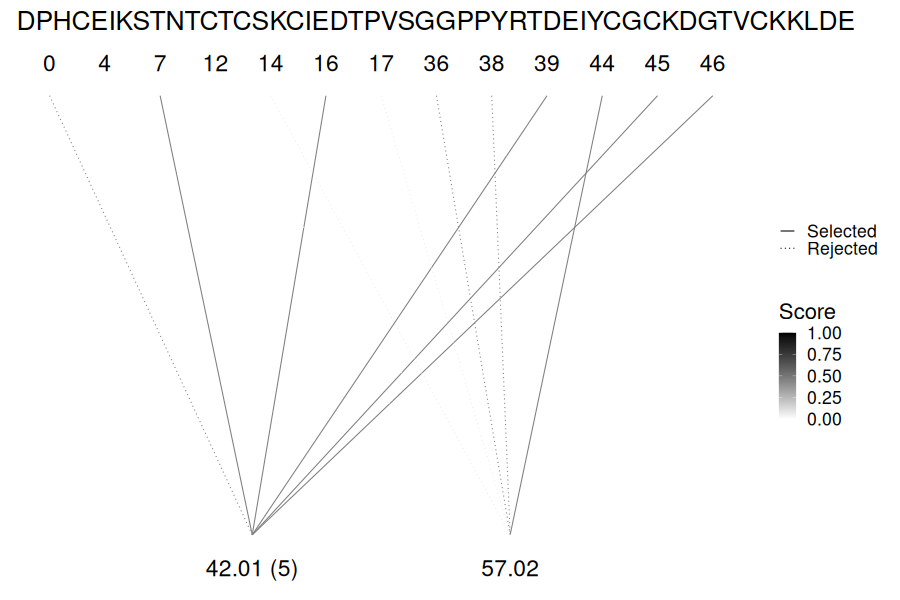 DPHCEIKSTNTCTCSKCIEDTPVSGGPPYRTDEIYCGCKDGTVCKKLDE
0 4 7 12 14 16 17 36 38 39 44 45 46
Selected
Rejected
Score
1.00
0.75
0.50
0.25
0.00
42.01 (5) 57.02